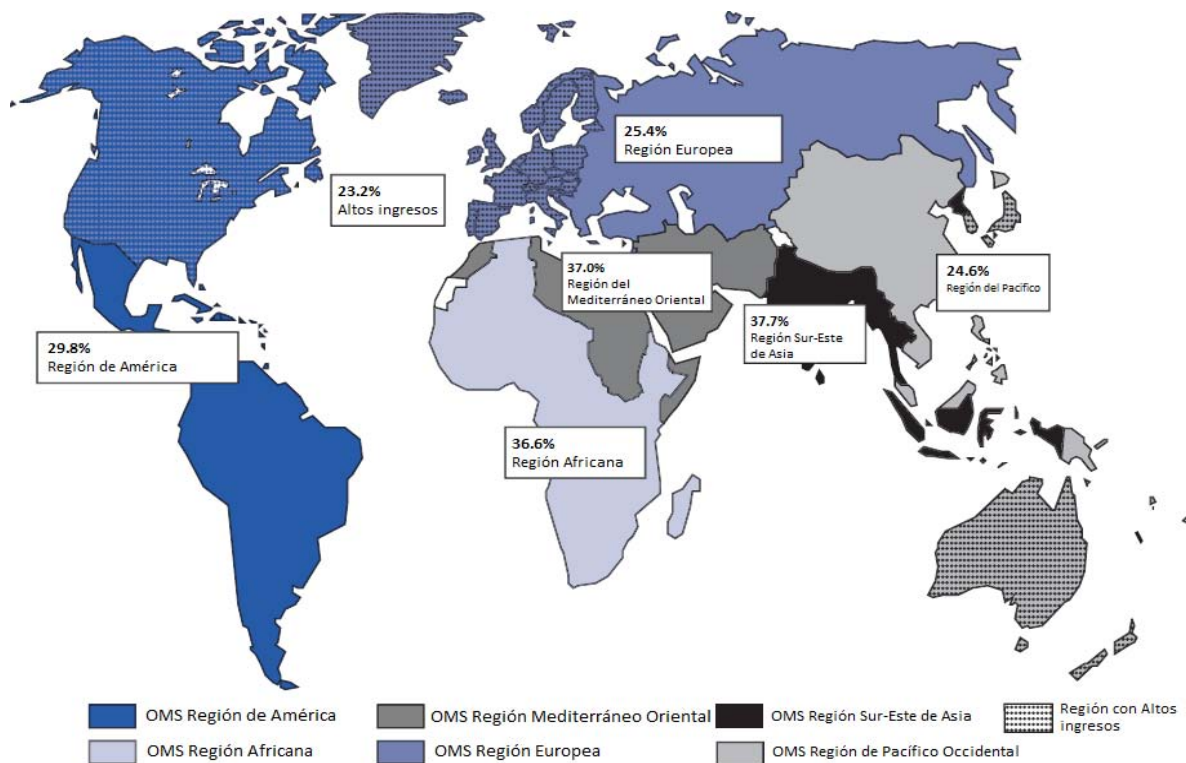 25.4%
Región Europea
23.2%
Altos ingresos
37.0%
Región del
Mediterráneo Oriental
24.6%
Región del Pacifico
37.7%
Región Sur-Este
de Asia
29.8%
Región de América
36.6%
Región Africana
OMS Región de América
OMS Región Mediterráneo Oriental
OMS Región Sur-Este de Asia
Región con Altos
ingresos
OMS Región Africana
OMS Región Europea
OMS Región de Pacífico Occidental